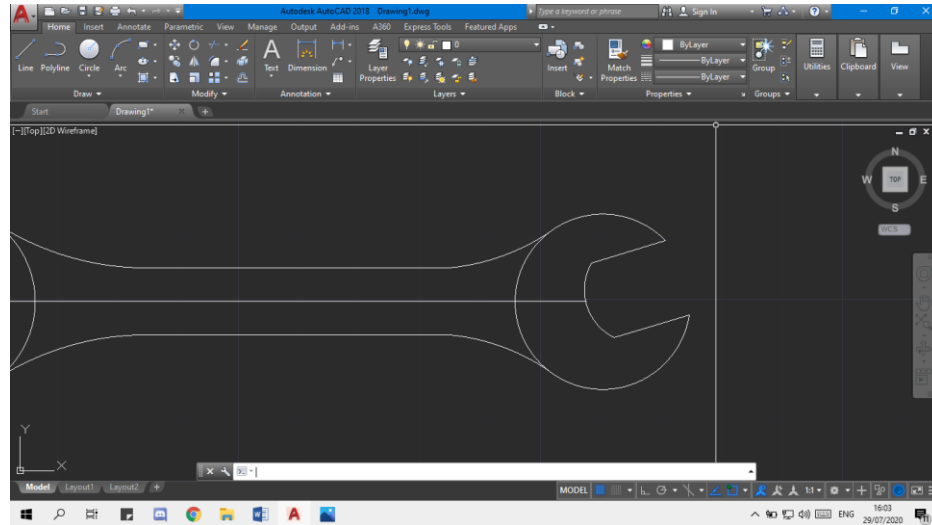 Autodesk AutoCAD 2018 Drawing1.dwg
Type a keyword or phrase
Sign In
Home Insert Annotate Parametric View Manage Output Add-ins A360 Express Tools Featured Apps
Line Polyline Circle Arc
Text Dimension
Layer Properties
0
Insert
Match Properties
ByLayer
ByLayer
ByLayer
Group
Utilities Clipboard View
Draw Modify Annotation Layers Block Properties Groups
Start Drawing1* +
[−][Top][2D Wireframe]
N
W TOP E
S
WCS
Y
X
Model Layout1 Layout2 +
MODEL 1:1
ENG 16:03
29/07/2020